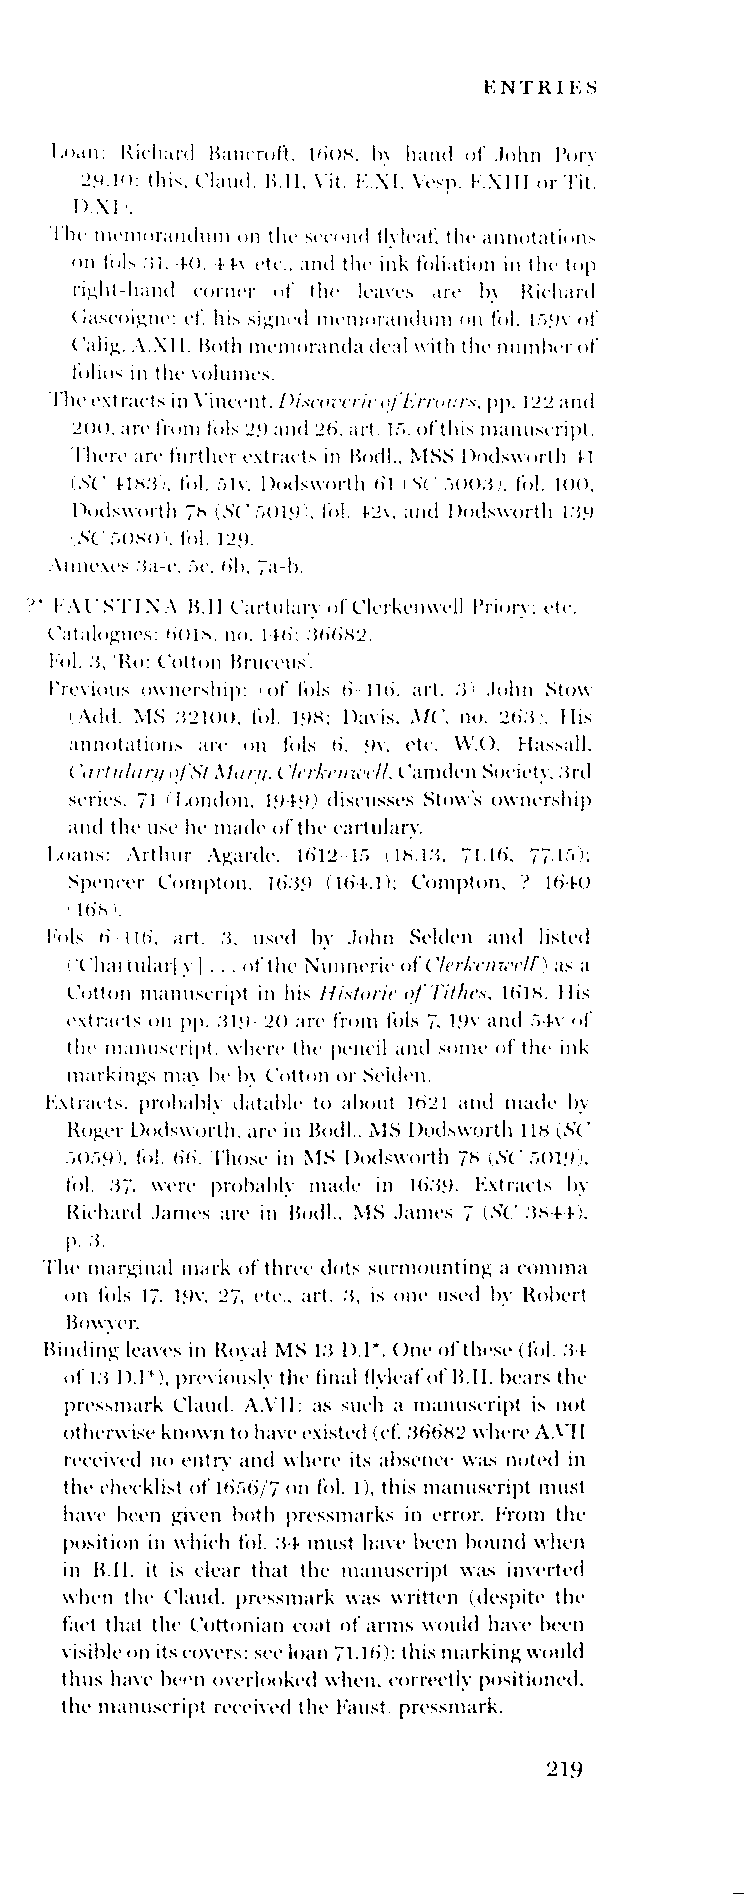 ENTRIES
Loan: Richard Bancroft, 1608, by hand of John Pory
(29.10: this, Claud. B.II, Vit. E.XI, Vesp. F.XIII or Tit.
D.XI).
The memorandum on the second flyleaf, the annotations
on fols 31, 40, 44v etc., and the ink foliation in the top
right-hand corner of the leaves are by Richard
Gascoigne: cf. his signed memorandum on fol. 159v of
Calig. A.XII. Both memoranda deal with the number of
folios in the volumes.
The extracts in Vincent, Discoverie of Errours, pp. 122 and
200, are from fols 29 and 26, art. 15, of this manuscript.
There are further extracts in Bodl., MSS Dodsworth 41
(SC 4183), fol. 51v, Dodsworth 61 (SC 5003), fol. 100,
Dodsworth 78 (SC 5019), fol. 42v, and Dodsworth 139
(SC 5080), fol. 129.
Annexes 3a-e, 5c, 6b, 7a-b.
?* FAUSTINA B.II Cartulary of Clerkenwell Priory; etc.
Catalogues: 6018, no. 146; 36682.
Fol. 3, 'Ro: Cotton Bruceus'.
Previous ownership: (of fols 6-116, art. 3) John Stow
(Add. MS 32100, fol. 198; Davis, MC, no. 263). His
annotations are on fols 6, 9v, etc. W.O. Hassall,
Cartulary of St Mary, Clerkenwell, Camden Society, 3rd
series, 71 (London, 1949) discusses Stow's ownership
and the use he made of the cartulary.
Loans: Arthur Agarde, 1612-15 (18.13, 71.16, 77.15);
Spencer Compton, 1639 (164.1); Compton, ? 1640
(168).
Fols 6-116, art. 3, used by John Selden and listed
('Chartular[y] . . . of the Nunnerie of Clerkenwell') as a
Cotton manuscript in his Historie of Tithes, 1618. His
extracts on pp. 319-20 are from fols 7, 19v and 54v of
the manuscript, where the pencil and some of the ink
markings may be by Cotton or Selden.
Extracts, probably datable to about 1621 and made by
Roger Dodsworth, are in Bodl., MS Dodsworth 118 (SC
5059), fol. 66. Those in MS Dodsworth 78 (SC 5019),
fol. 37, were probably made in 1639. Extracts by
Richard James are in Bodl., MS James 7 (SC 3844),
p. 3.
The marginal mark of three dots surmounting a comma
on fols 17, 19v, 27, etc., art. 3, is one used by Robert
Bowyer.
Binding leaves in Royal MS 13 D.I*. One of these (fol. 34
of 13 D.I*), previously the final flyleaf of B.II, bears the
pressmark Claud. A.VII: as such a manuscript is not
otherwise known to have existed (cf. 36682 where A.VII
received no entry and where its absence was noted in
the checklist of 1656/7 on fol. 1), this manuscript must
have been given both pressmarks in error. From the
position in which fol. 34 must have been bound when
in B.II, it is clear that the manuscript was inverted
when the Claud. pressmark was written (despite the
fact that the Cottonian coat of arms would have been
visible on its covers: see loan 71.16); this marking would
thus have been overlooked when, correctly positioned,
the manuscript received the Faust. pressmark.
219